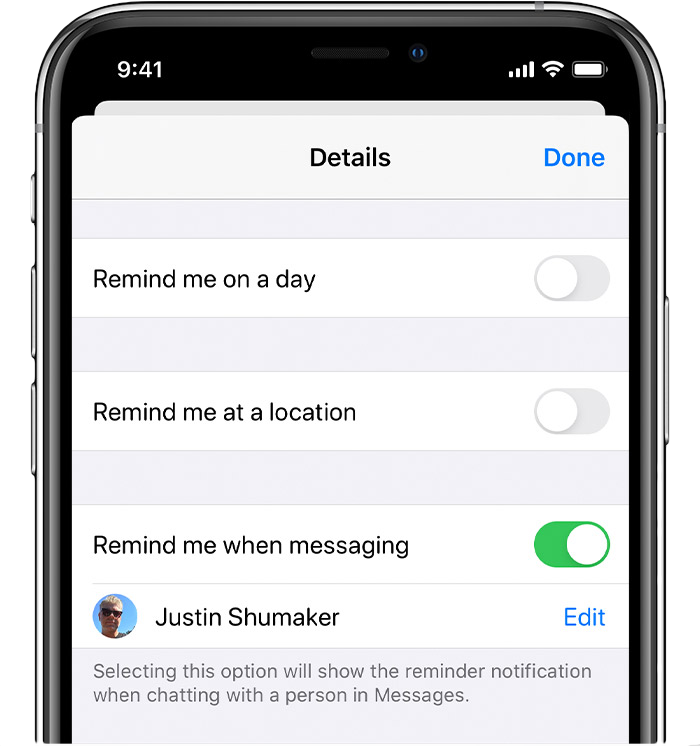 9:41
Details
Done
Remind me on a day
Remind me at a location
Remind me when messaging
Justin Shumaker
Edit
Selecting this option will show the reminder notification
when chatting with a person in Messages.